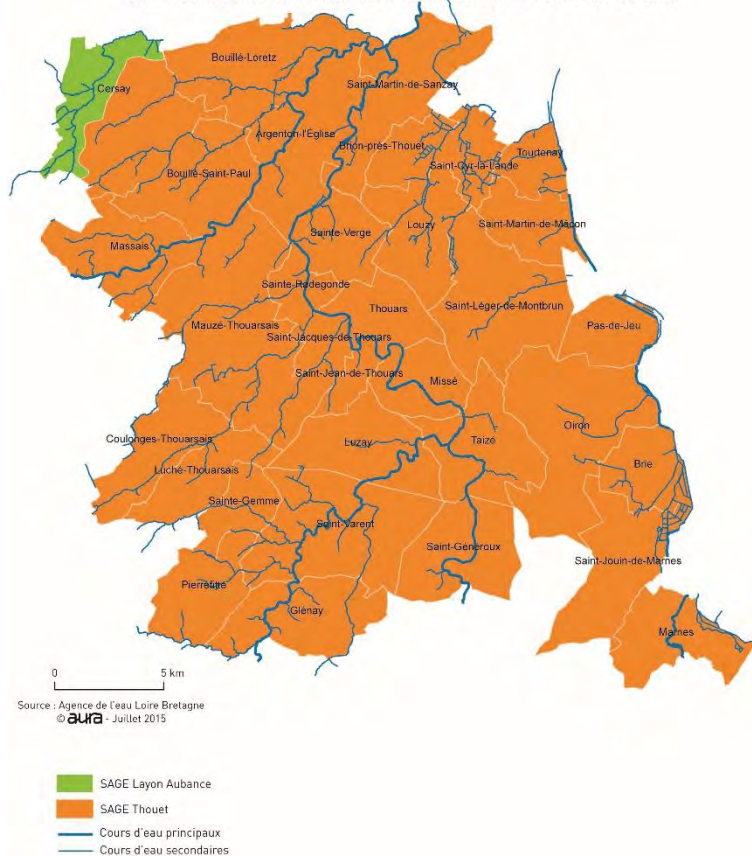 Bouillé-Loretz
Cersay
Saint-Martin-de-Sanzay
Argenton-l'Église
Brion-près-Thouet
Saint-Cyr-la-Lande
Tourtenay
Bouillé-Saint-Paul
Sainte-Verge
Louzy
Saint-Martin-de-Mâcon
Massais
Sainte-Radegonde
Thouars
Saint-Léger-de-Montbrun
Mauzé-Thouarsais
Pas-de-Jeu
Saint-Jacques-de-Thouars
Saint-Jean-de-Thouars
Missé
Oiron
Coulonges-Thouarsais
Luzay
Taizé
Luché-Thouarsais
Brie
Sainte-Gemme
Saint-Varent
Saint-Généroux
Saint-Jouin-de-Marnes
Pierrefitte
Glénay
Marnes
0 5 km
Source : Agence de l'eau Loire Bretagne
© aura - Juillet 2015
SAGE Layon Aubance
SAGE Thouet
Cours d'eau principaux
Cours d'eau secondaires